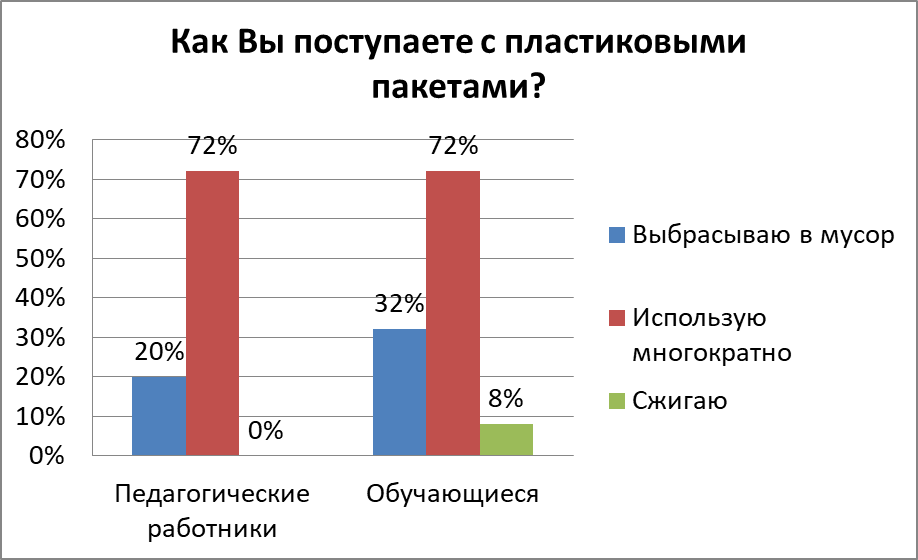 Как Вы поступаете с пластиковыми
пакетами?
80%
70%
60%
50%
40%
30%
20%
10%
0%
20%
72%
0%
32%
72%
8%
Педагогические
работники
Обучающиеся
Выбрасываю в мусор
Использую
многократно
Сжигаю